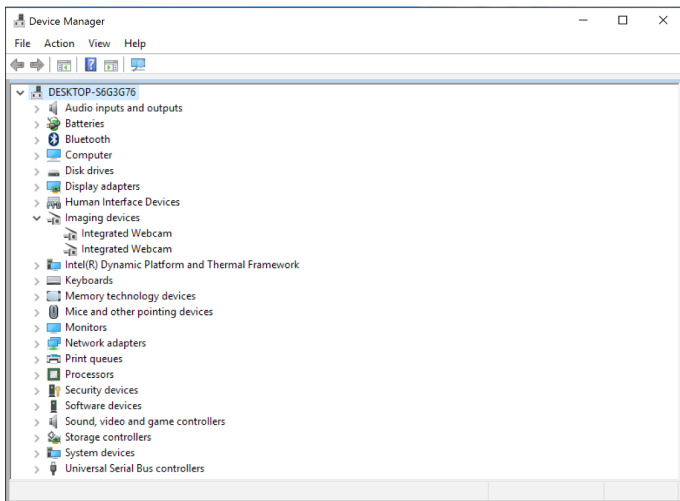 Device Manager
File Action View Help
DESKTOP-S6G3G76
Audio inputs and outputs
Batteries
Bluetooth
Computer
Disk drives
Display adapters
Human Interface Devices
Imaging devices
Integrated Webcam
Integrated Webcam
Intel(R) Dynamic Platform and Thermal Framework
Keyboards
Memory technology devices
Mice and other pointing devices
Monitors
Network adapters
Print queues
Processors
Security devices
Software devices
Sound, video and game controllers
Storage controllers
System devices
Universal Serial Bus controllers